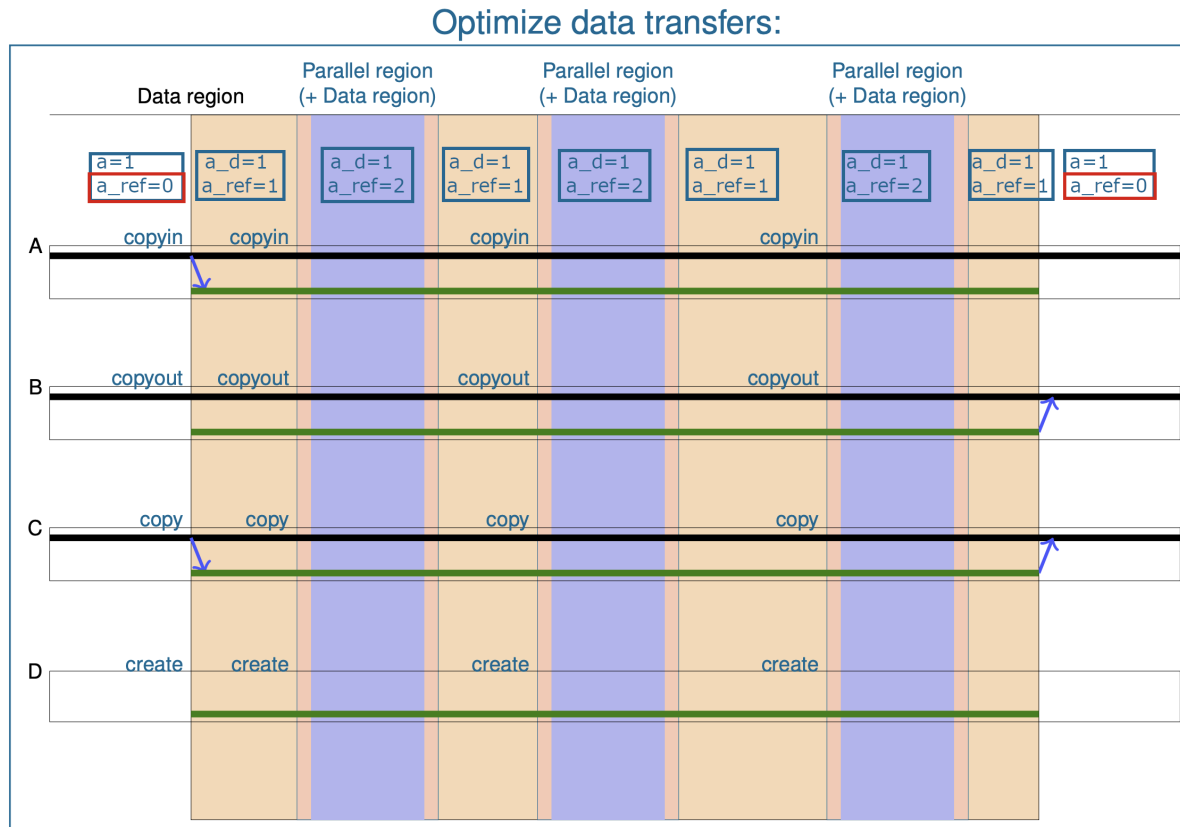 Optimize data transfers:
Data region
Parallel region
(+ Data region)
Parallel region
(+ Data region)
Parallel region
(+ Data region)
a=1
a_ref=0
a_d=1
a_ref=1
a_d=1
a_ref=2
a_d=1
a_ref=1
a_d=1
a_ref=2
a_d=1
a_ref=1
a_d=1
a_ref=2
a_d=1
a_ref=1
a=1
a_ref=0
A copyin copyin copyin copyin
B copyout copyout copyout copyout
C copy copy copy copy
D create create create create